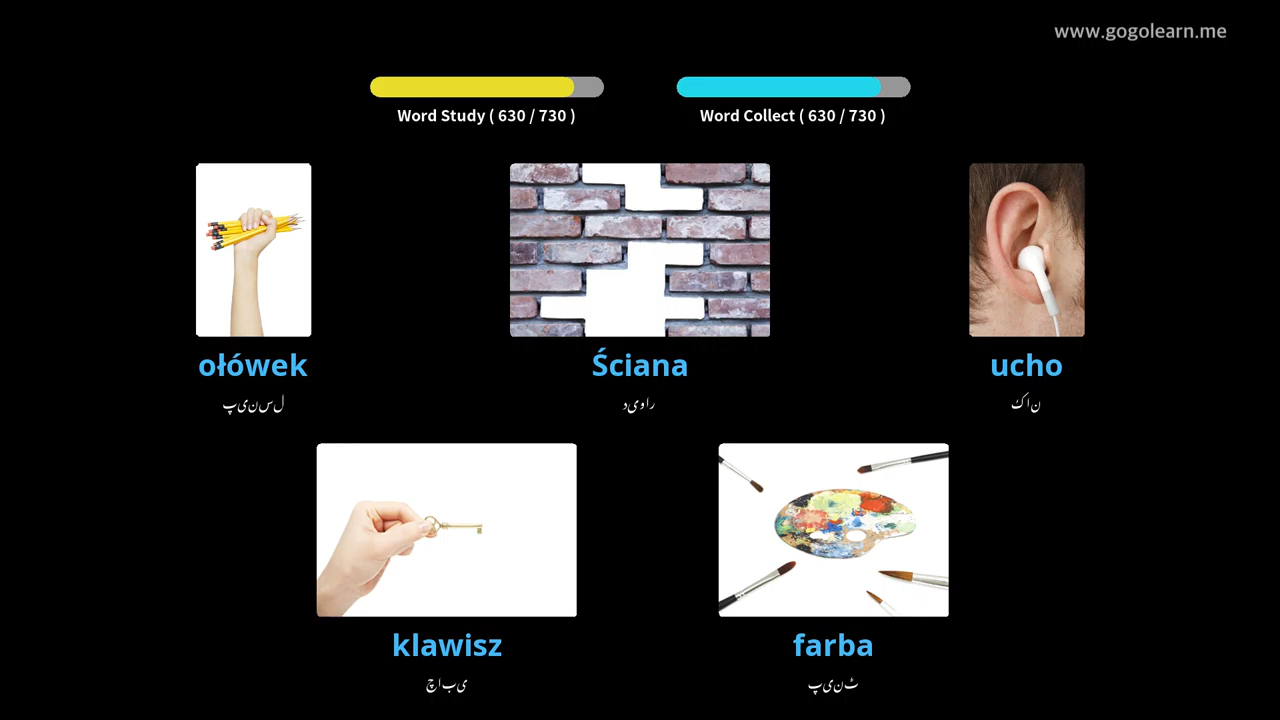 www.gogolearn.me
Word Study ( 630 / 730 )
Word Collect ( 630 / 730 )
ołówek
Ściana
ucho
لسنیپ
راوید
ناک
klawisz
farba
یباچ
ٹنیپ